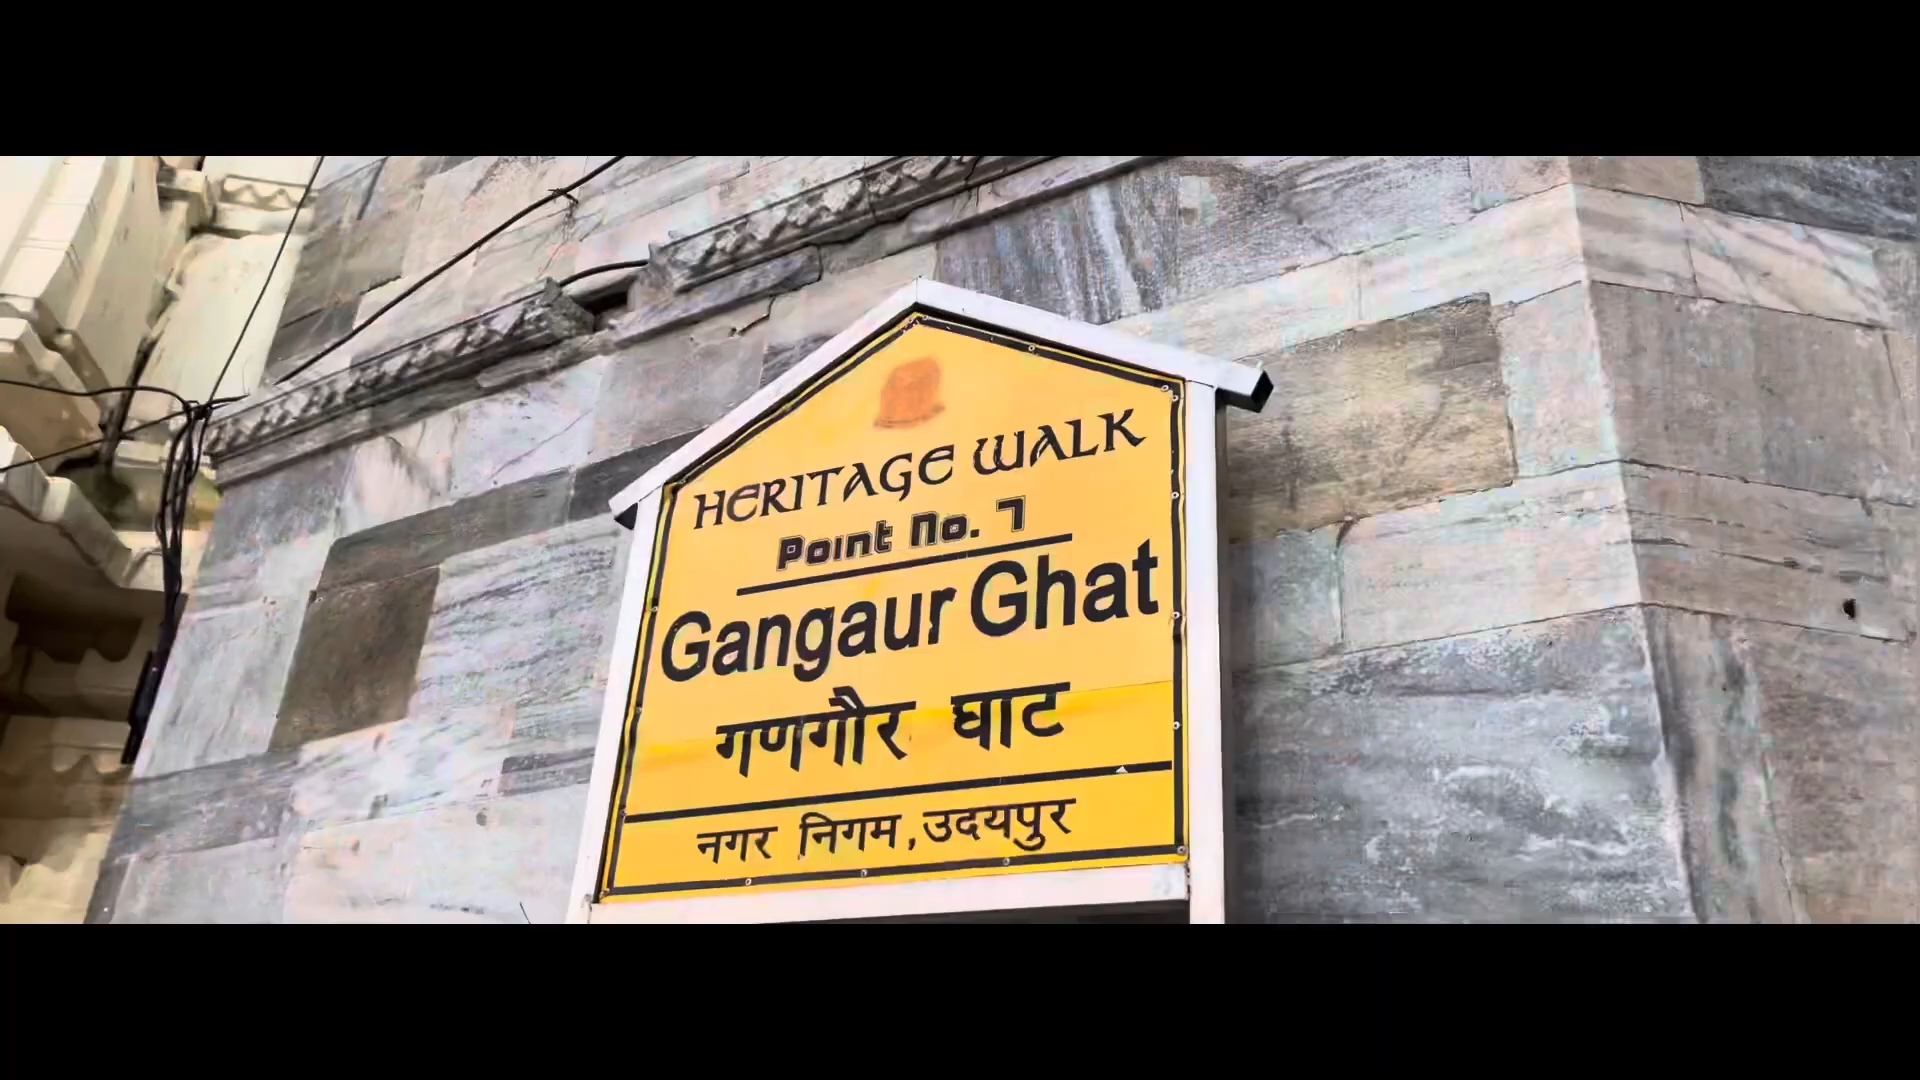 HERITAGE WALK
Point No. 7
Gangaur Ghat
गणगौर घाट
नगर निगम, उदयपुर